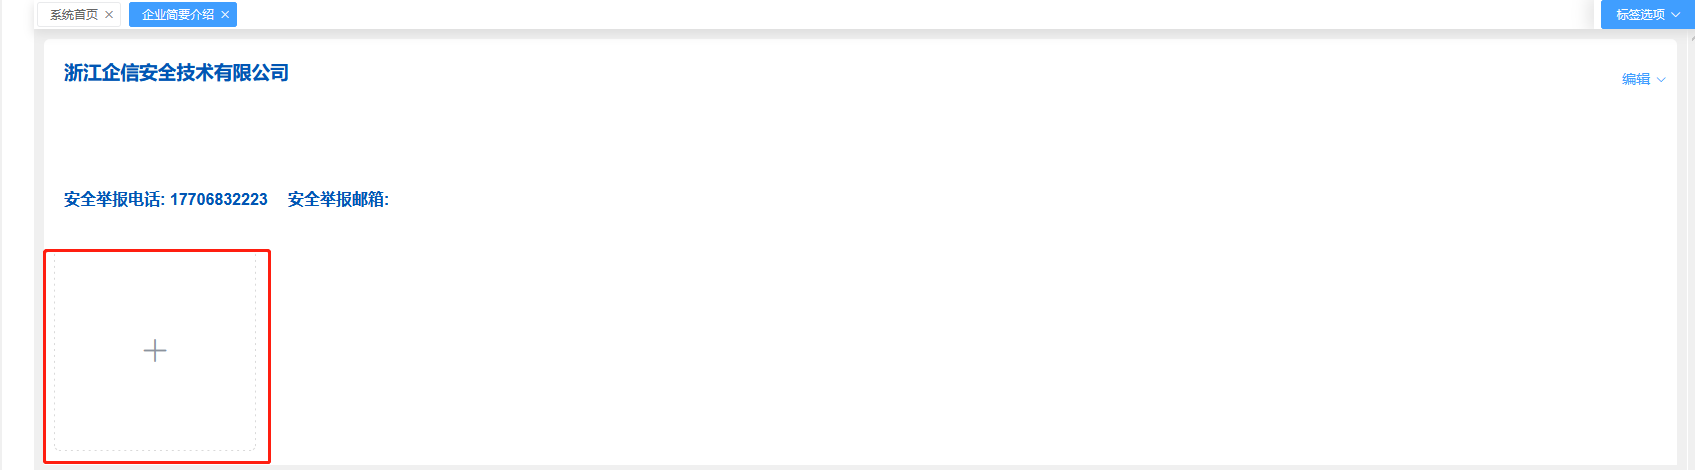 系统首页 × 企业简要介绍 × 标签选项
浙江企信安全技术有限公司
编辑
安全举报电话: 17706832223 安全举报邮箱: